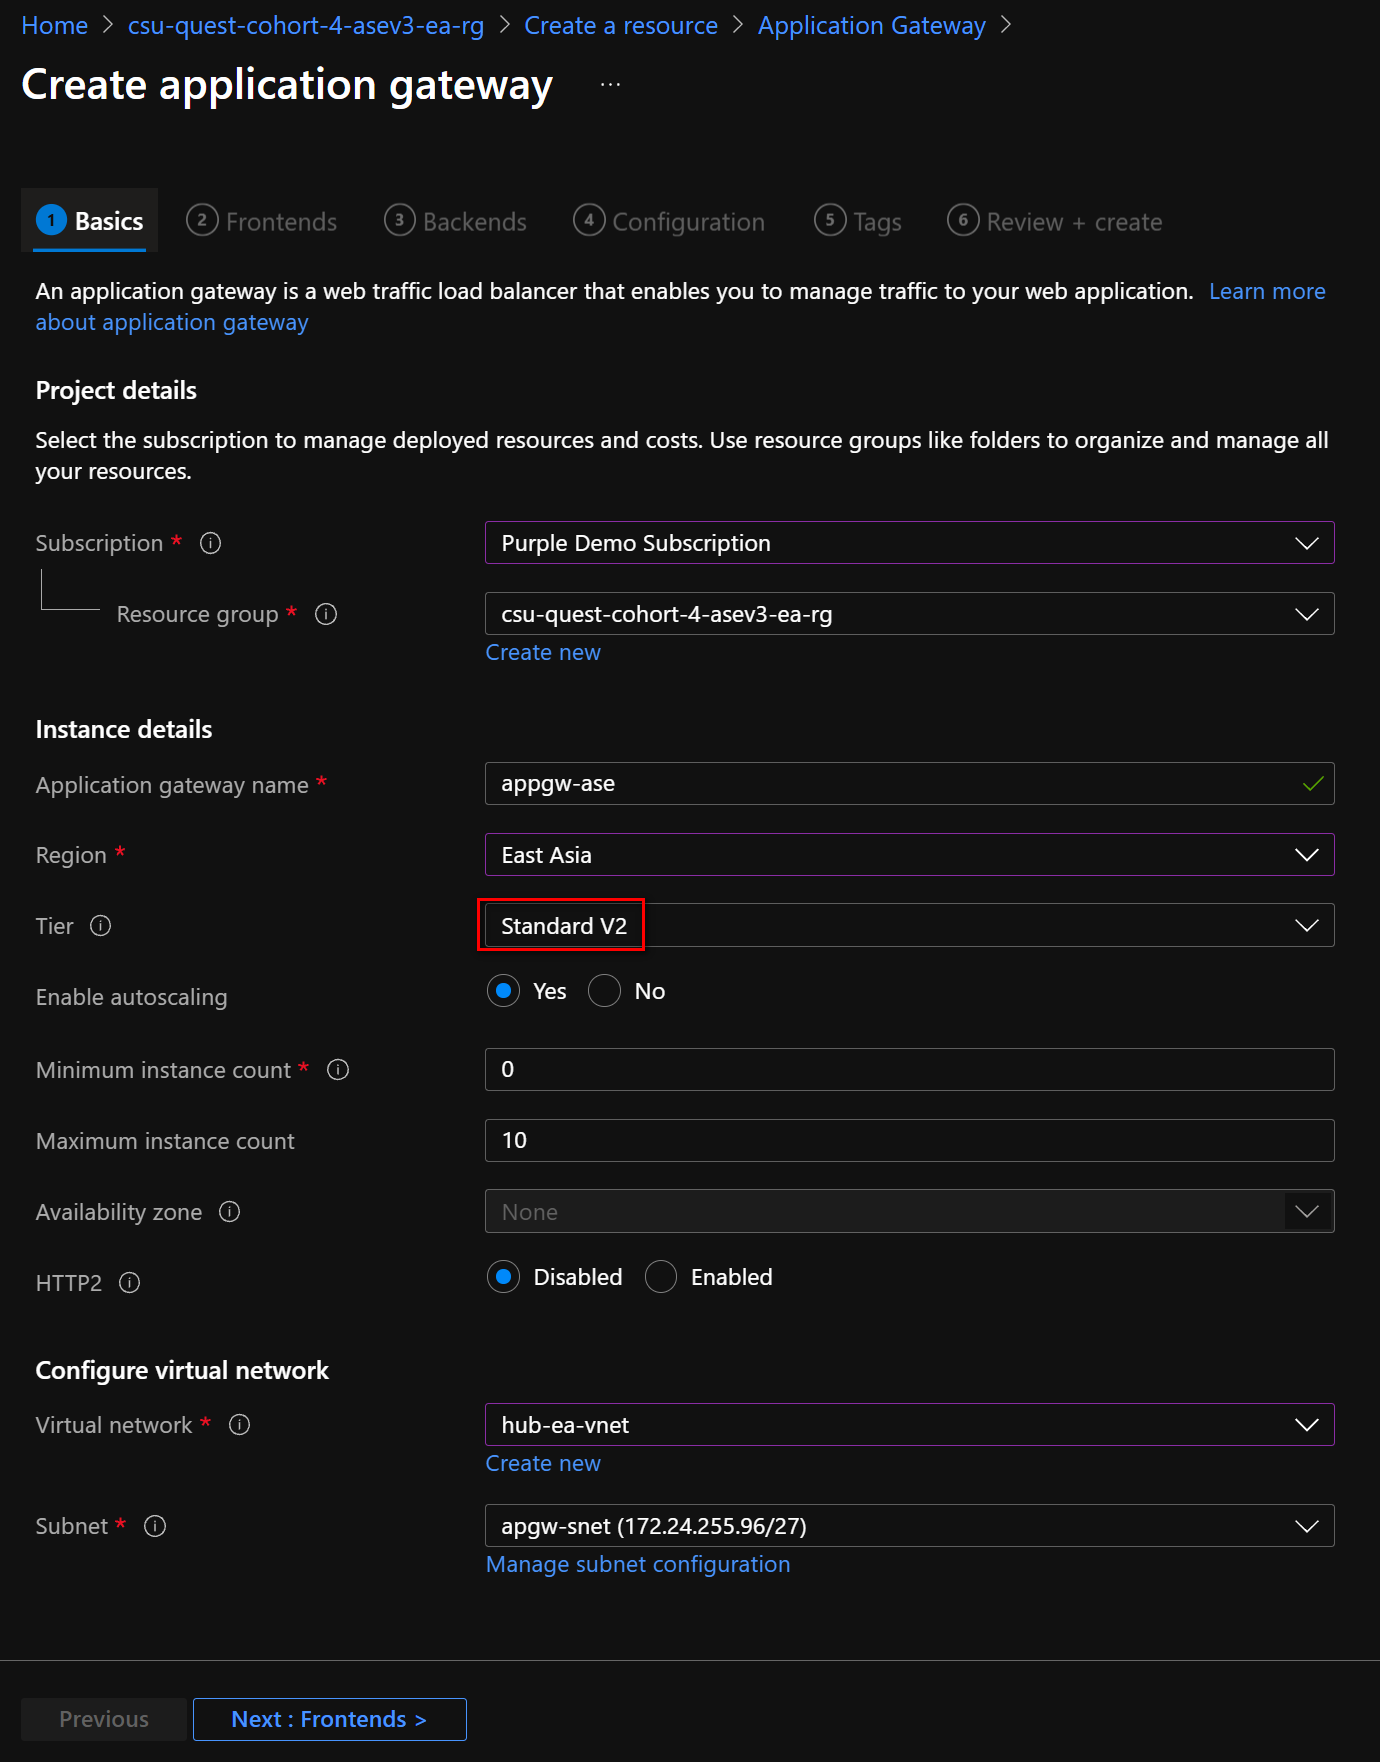 Home > csu-quest-cohort-4-asev3-ea-rg > Create a resource > Application Gateway >
Create application gateway ...
1 Basics 2 Frontends 3 Backends 4 Configuration 5 Tags 6 Review + create
An application gateway is a web traffic load balancer that enables you to manage traffic to your web application. Learn more
about application gateway
Project details
Select the subscription to manage deployed resources and costs. Use resource groups like folders to organize and manage all
your resources.
Subscription * Purple Demo Subscription
Resource group * csu-quest-cohort-4-asev3-ea-rg
Create new
Instance details
Application gateway name * appgw-ase
Region * East Asia
Tier Standard V2
Enable autoscaling Yes No
Minimum instance count * 0
Maximum instance count 10
Availability zone None
HTTP2 Disabled Enabled
Configure virtual network
Virtual network * hub-ea-vnet
Create new
Subnet * apgw-snet (172.24.255.96/27)
Manage subnet configuration
Previous Next : Frontends >